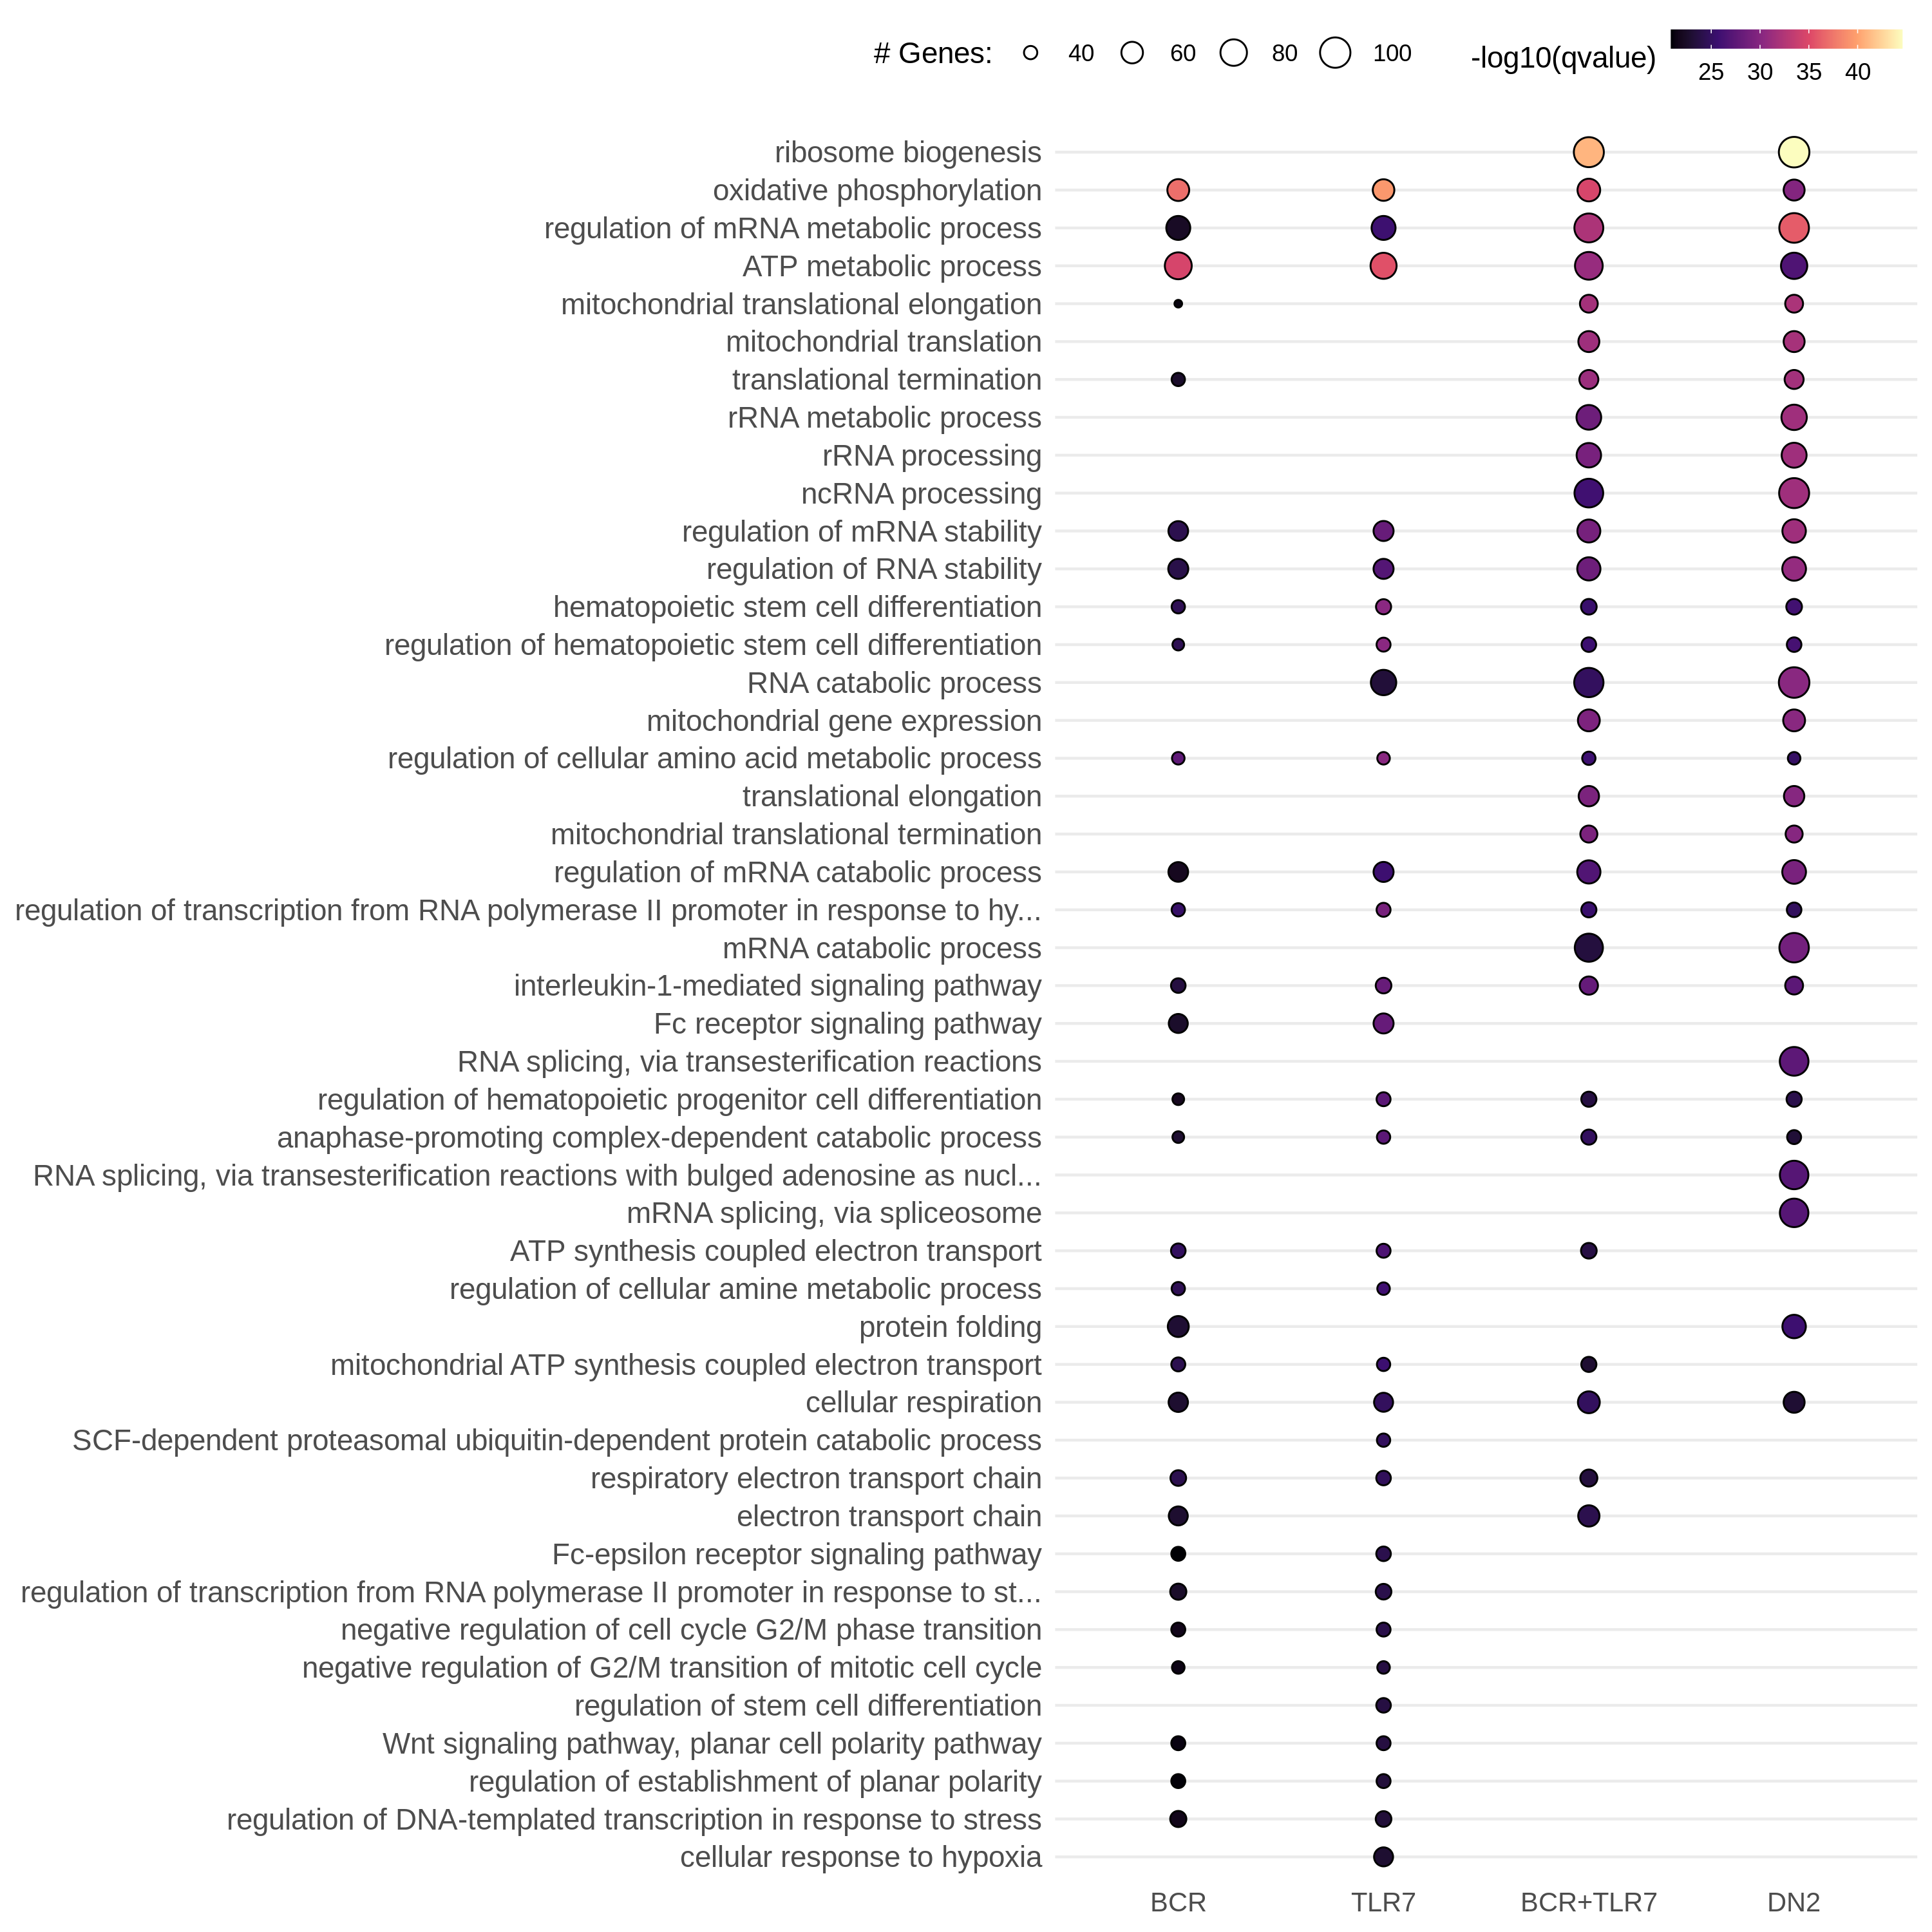 # Genes: 40 60 80 100 -log10(qvalue)
25 30 35 40
ribosome biogenesis
oxidative phosphorylation
regulation of mRNA metabolic process
ATP metabolic process
mitochondrial translational elongation
mitochondrial translation
translational termination
rRNA metabolic process
rRNA processing
ncRNA processing
regulation of mRNA stability
regulation of RNA stability
hematopoietic stem cell differentiation
regulation of hematopoietic stem cell differentiation
RNA catabolic process
mitochondrial gene expression
regulation of cellular amino acid metabolic process
translational elongation
mitochondrial translational termination
regulation of mRNA catabolic process
regulation of transcription from RNA polymerase II promoter in response to hy...
mRNA catabolic process
interleukin-1-mediated signaling pathway
Fc receptor signaling pathway
RNA splicing, via transesterification reactions
regulation of hematopoietic progenitor cell differentiation
anaphase-promoting complex-dependent catabolic process
RNA splicing, via transesterification reactions with bulged adenosine as nucl...
mRNA splicing, via spliceosome
ATP synthesis coupled electron transport
regulation of cellular amine metabolic process
protein folding
mitochondrial ATP synthesis coupled electron transport
cellular respiration
SCF-dependent proteasomal ubiquitin-dependent protein catabolic process
respiratory electron transport chain
electron transport chain
Fc-epsilon receptor signaling pathway
regulation of transcription from RNA polymerase II promoter in response to st...
negative regulation of cell cycle G2/M phase transition
negative regulation of G2/M transition of mitotic cell cycle
regulation of stem cell differentiation
Wnt signaling pathway, planar cell polarity pathway
regulation of establishment of planar polarity
regulation of DNA-templated transcription in response to stress
cellular response to hypoxia
BCR TLR7 BCR+TLR7 DN2